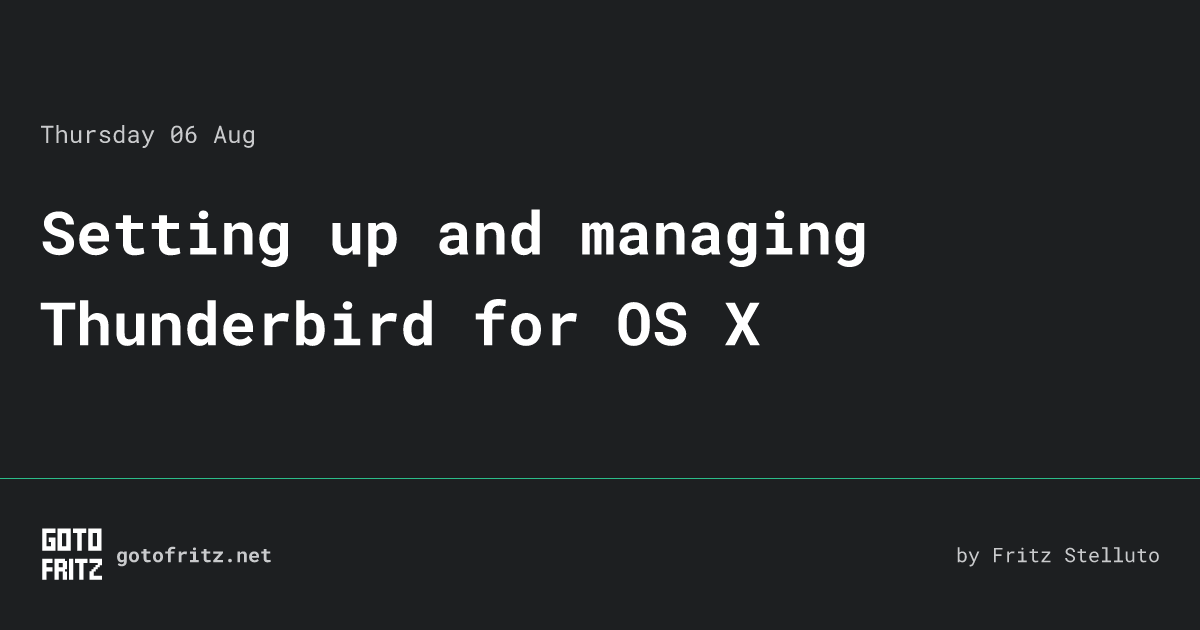 Thursday 06 Aug
Setting up and managing
Thunderbird for OS X
GOTO
FRITZ
gotofritz.net
by Fritz Stelluto